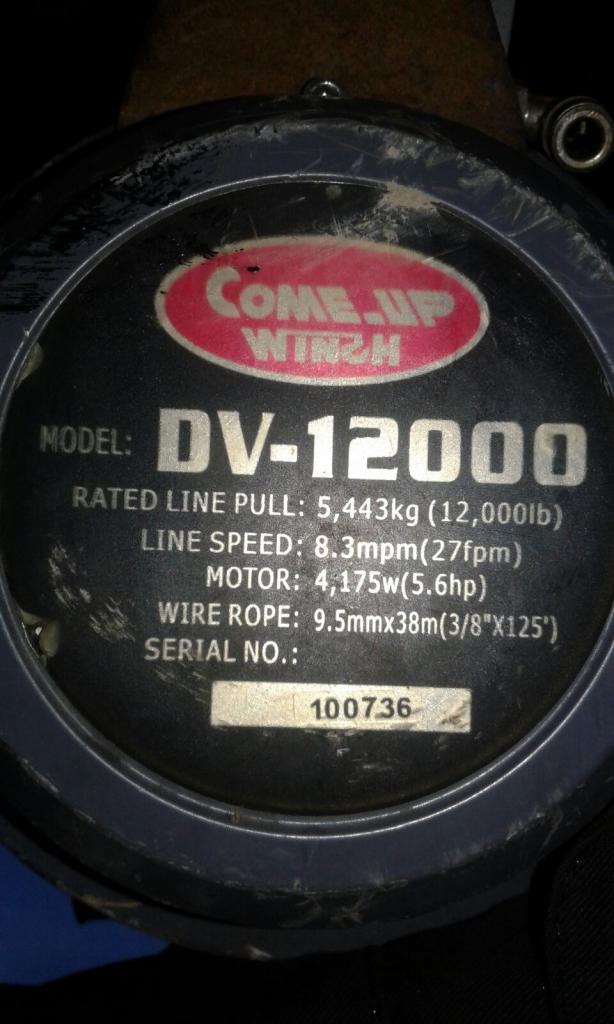 COME.UP
WINCH
MODEL: DV-12000
RATED LINE PULL: 5,443kg (12,000lb)
LINE SPEED: 8.3mpm(27fpm)
MOTOR: 4,175w(5.6hp)
WIRE ROPE: 9.5mmx38m(3/8"X125')
SERIAL NO.:
100736